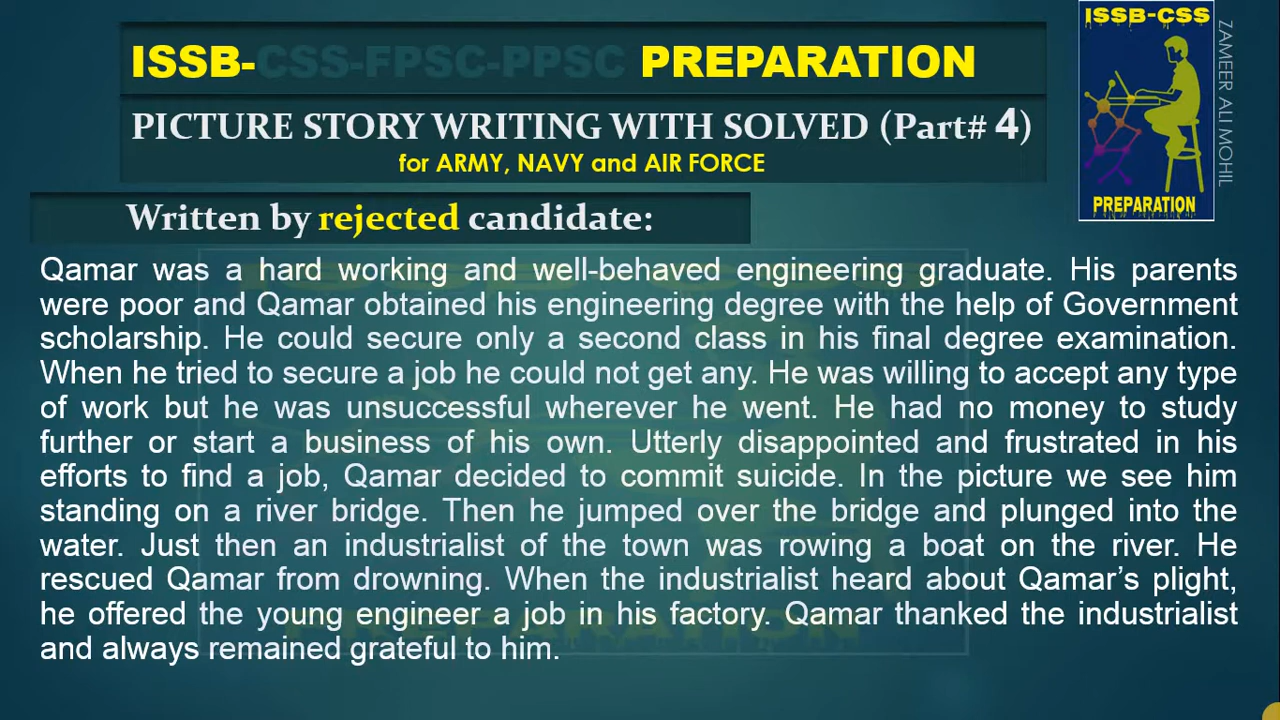 ISSB-CSS-FPSC-PPSC PREPARATION
PICTURE STORY WRITING WITH SOLVED (Part# 4)
for ARMY, NAVY and AIR FORCE
ISSB-CSS
PREPARATION
ZAMEER ALI MOHIL
Written by rejected candidate:
Qamar was a hard working and well-behaved engineering graduate. His parents
were poor and Qamar obtained his engineering degree with the help of Government
scholarship. He could secure only a second class in his final degree examination.
When he tried to secure a job he could not get any. He was willing to accept any type
of work but he was unsuccessful wherever he went. He had no money to study
further or start a business of his own. Utterly disappointed and frustrated in his
efforts to find a job, Qamar decided to commit suicide. In the picture we see him
standing on a river bridge. Then he jumped over the bridge and plunged into the
water. Just then an industrialist of the town was rowing a boat on the river. He
rescued Qamar from drowning. When the industrialist heard about Qamar’s plight,
he offered the young engineer a job in his factory. Qamar thanked the industrialist
and always remained grateful to him.